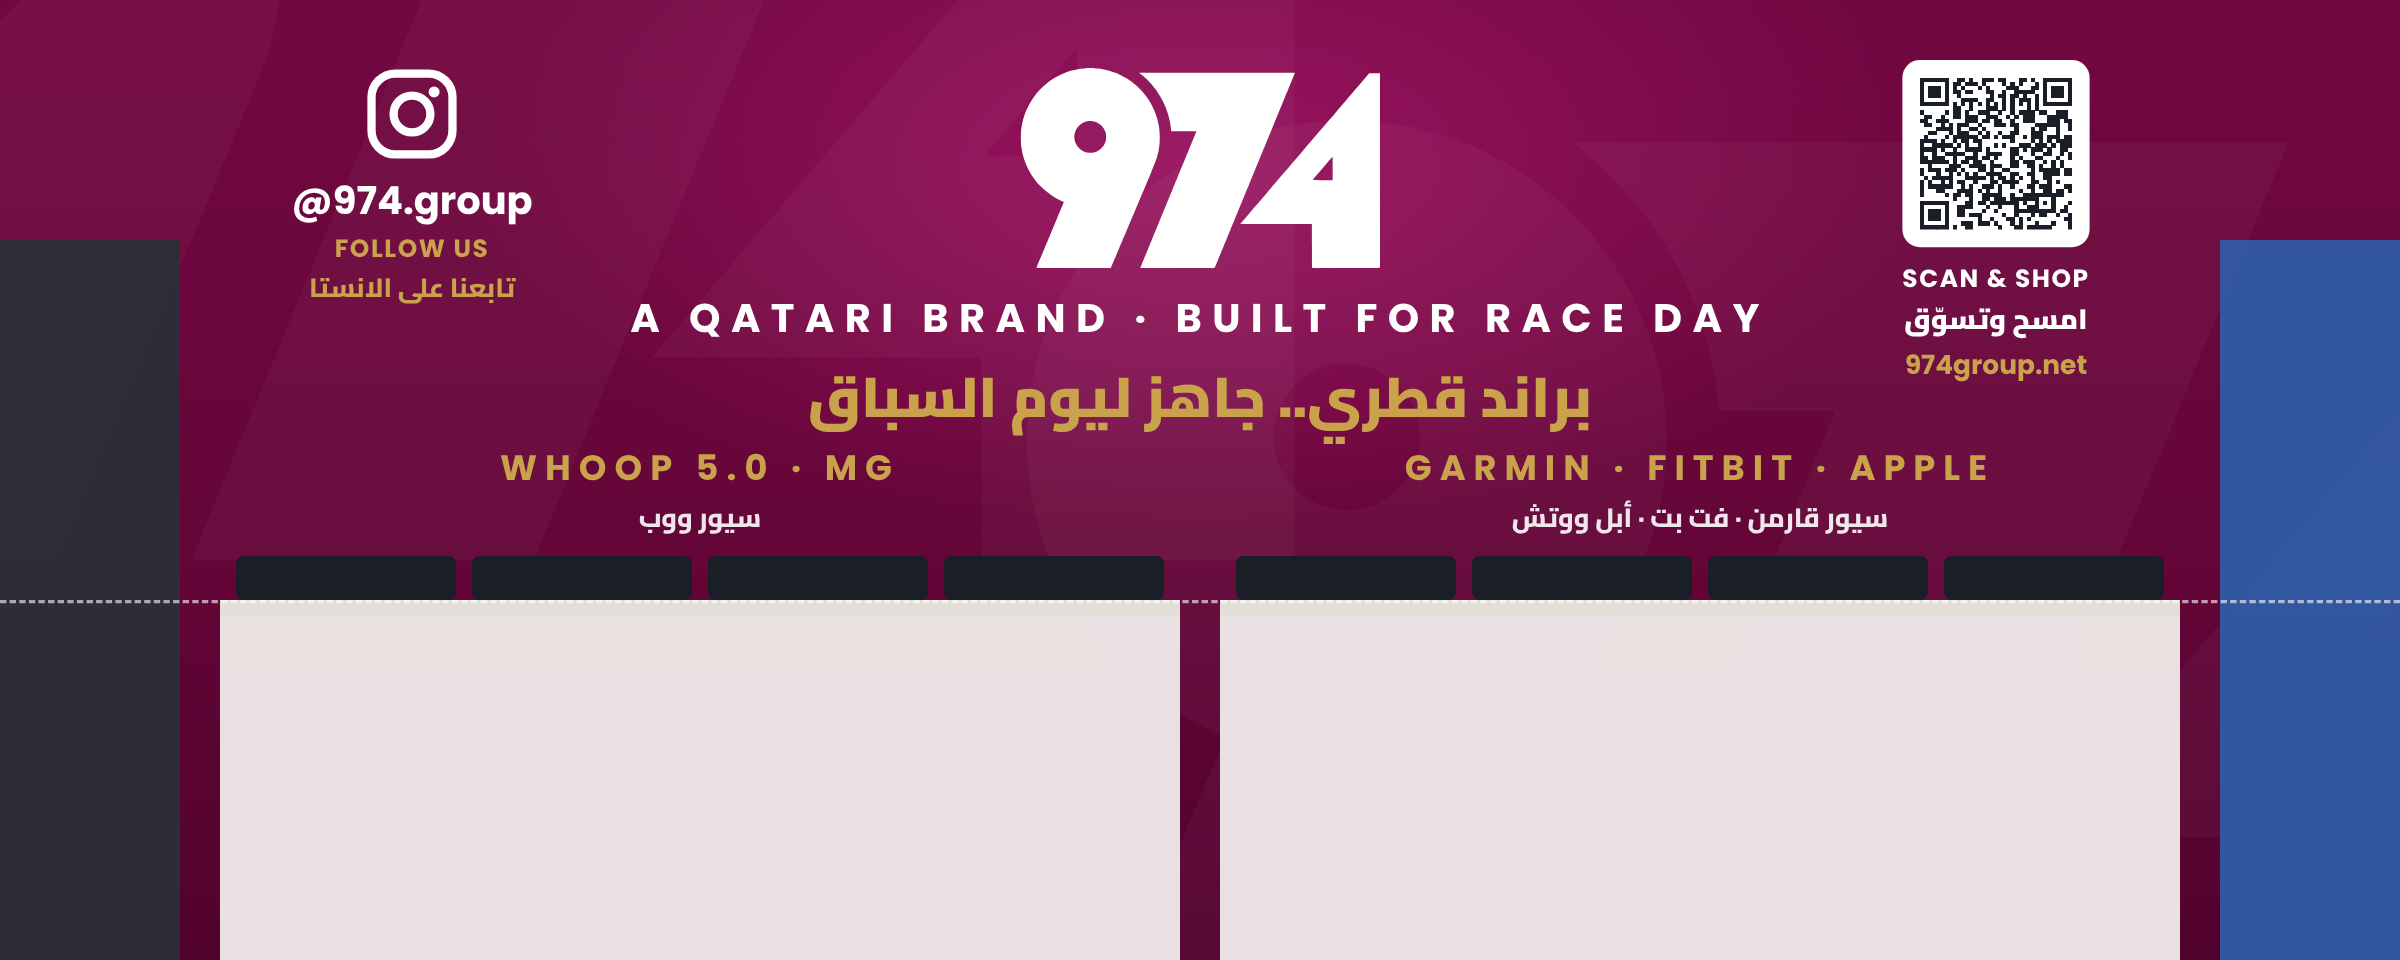 974
@974.group
FOLLOW US
تابعنا على الانستا
A QATARI BRAND · BUILT FOR RACE DAY
براند قطري.. جاهز ليوم السباق
SCAN & SHOP
امسح وتسوّق
974group.net
WHOOP 5.0 · MG
سيور ووب
GARMIN · FITBIT · APPLE
سيور قارمن · فت بت · أبل ووتش